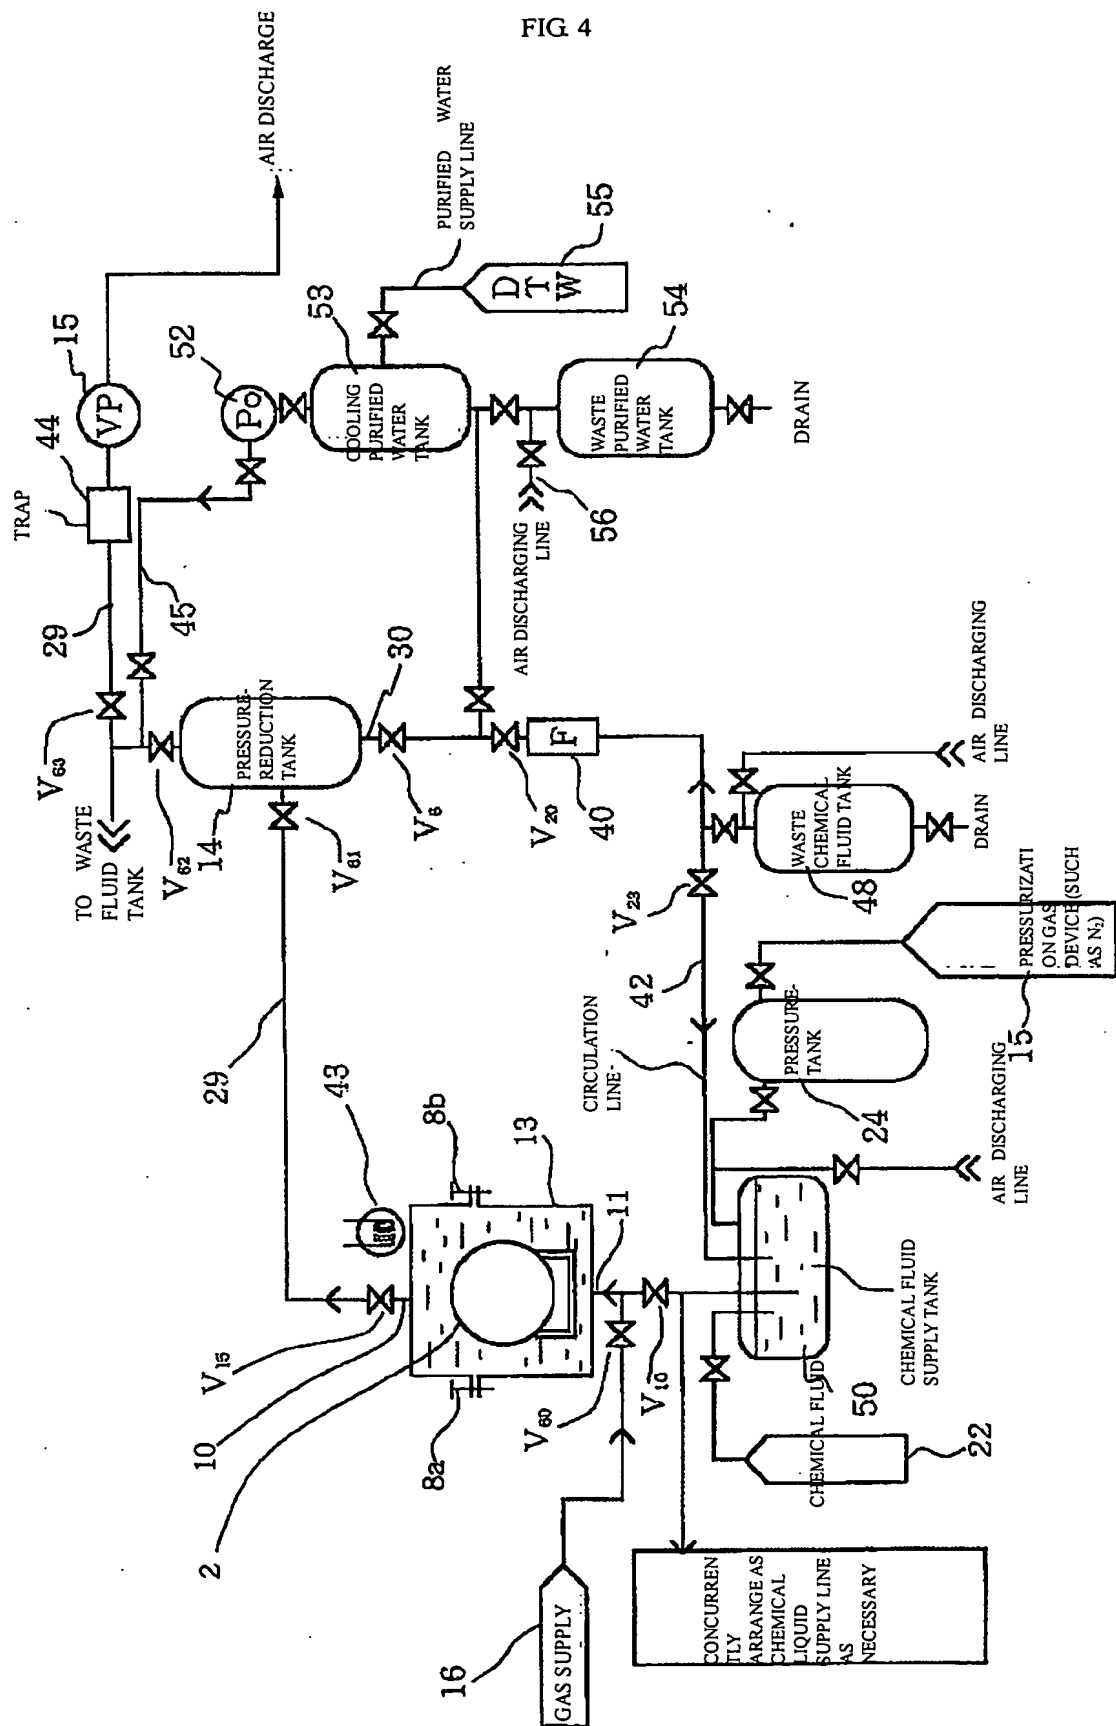 FIG. 4
AIR DISCHARGE
15
VP
44
TRAP
29
V63
TO WASTE
FLUID
TANK
V62
45
52
Po
53
COOLING
PURIFIED
WATER
TANK
PURIFIED WATER
SUPPLY LINE
55
D
T
W
54
WASTE
PURIFIED
WATER
TANK
DRAIN
56
AIR DISCHARGING
LINE
14
PRESSURE-
REDUCTION
TANK
V61
30
V6
V20
F
40
29
43
8b
13
11
V15
10
2
8a
V60
V10
16
GAS SUPPLY
CIRCULATION
LINE
42
V23
WASTE
CHEMICAL
FLUID TANK
48
DRAIN
AIR DISCHARGING
LINE
PRESSURE-
TANK
24
15
PRESSURIZATI
ON GAS
DEVICE (SUCH
AS N₂)
AIR DISCHARGING
LINE
CHEMICAL FLUID
SUPPLY TANK
50
CHEMICAL FLUID
22
CONCURREN
TLY
ARRANGE AS
CHEMICAL
LIQUID
SUPPLY LINE
AS
NECESSARY